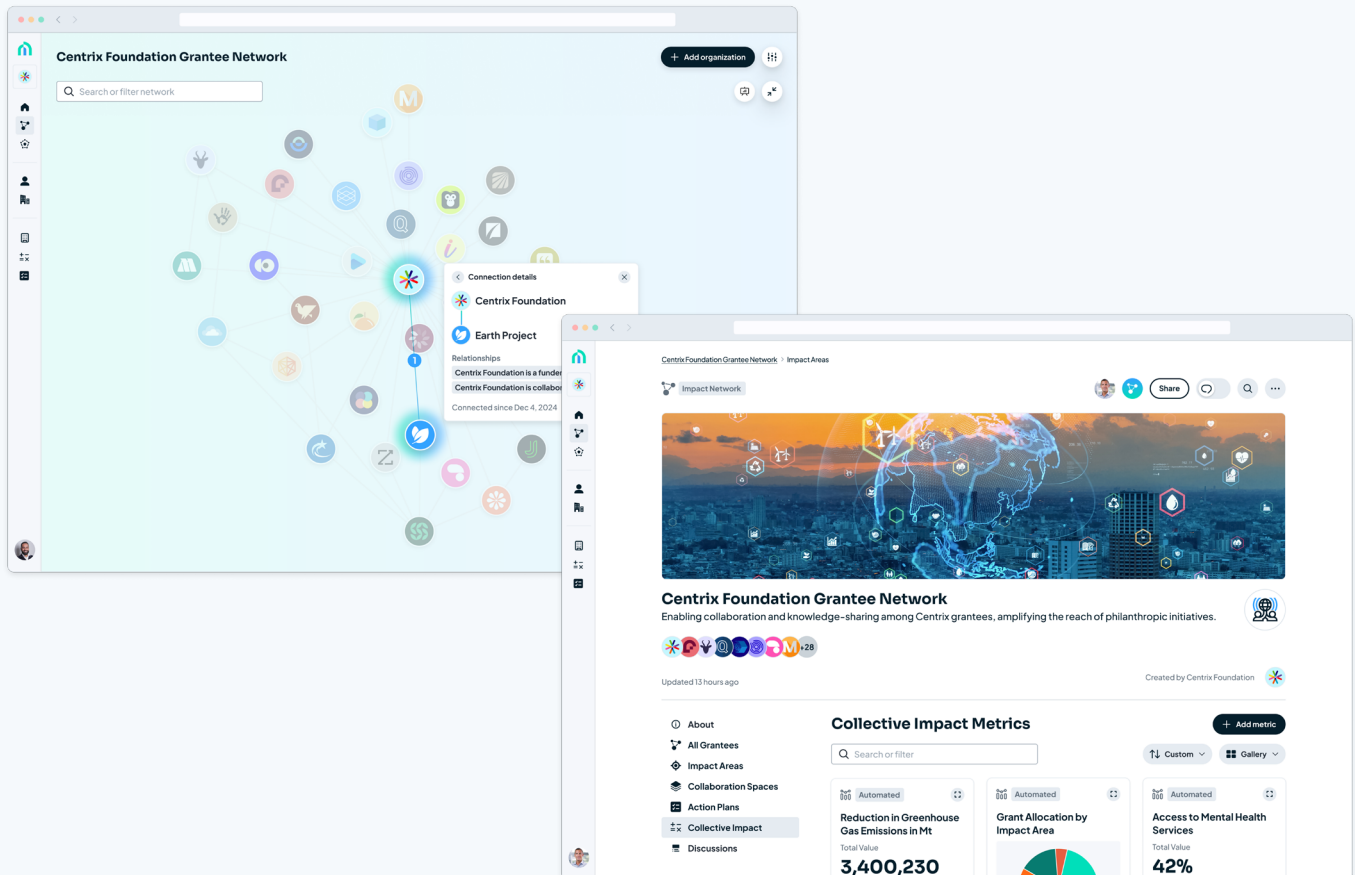 Centrix Foundation Grantee Network
Add organization
Search or filter network
M
Q
i
Connection details
Centrix Foundation
Earth Project
Relationships
Centrix Foundation is a funder
Centrix Foundation is collabor
Connected since Dec 4, 2024
1
J
Centrix Foundation Grantee Network > Impact Areas
Impact Network
Share
Centrix Foundation Grantee Network
Enabling collaboration and knowledge-sharing among Centrix grantees, amplifying the reach of philanthropic initiatives.
Q
M
+28
Updated 13 hours ago
Created by Centrix Foundation
About
All Grantees
Impact Areas
Collaboration Spaces
Action Plans
Collective Impact
Discussions
Collective Impact Metrics
Add metric
Search or filter
Custom
Gallery
Automated
Reduction in Greenhouse
Gas Emissions in Mt
Total Value
3,400,230
Automated
Grant Allocation by
Impact Area
Automated
Access to Mental Health
Services
Total Value
42%